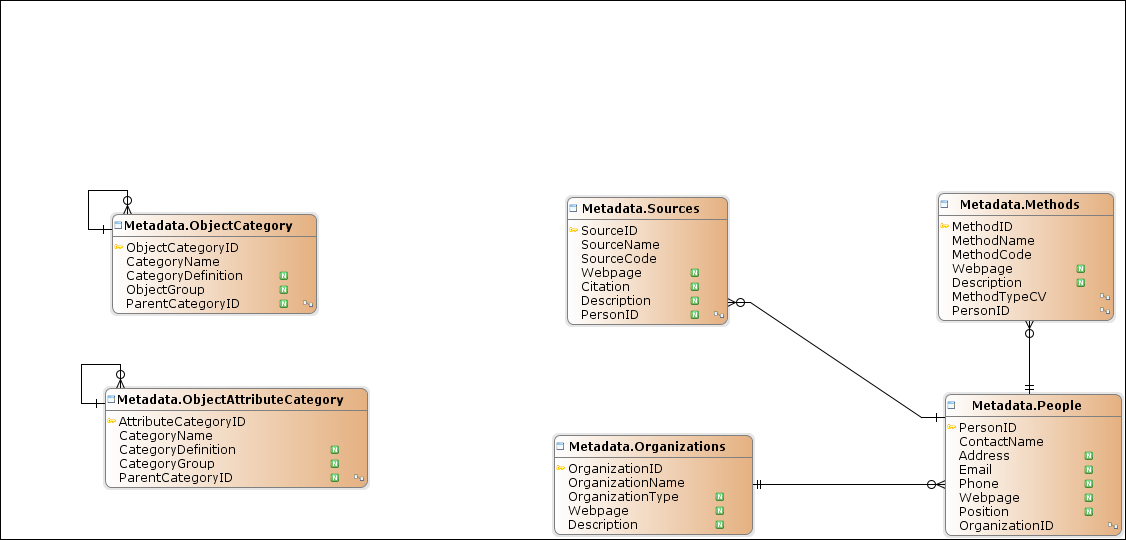 Metadata.ObjectCategory
ObjectCategoryID
CategoryName
CategoryDefinition N
ObjectGroup N
ParentCategoryID N
Metadata.ObjectAttributeCategory
AttributeCategoryID
CategoryName
CategoryDefinition N
CategoryGroup N
ParentCategoryID N
Metadata.Sources
SourceID
SourceName
SourceCode
Webpage N
Citation N
Description N
PersonID N
Metadata.Organizations
OrganizationID
OrganizationName
OrganizationType N
Webpage N
Description N
Metadata.Methods
MethodID
MethodName
MethodCode
Webpage N
Description N
MethodTypeCV
PersonID
Metadata.People
PersonID
ContactName
Address N
Email N
Phone N
Webpage N
Position N
OrganizationID